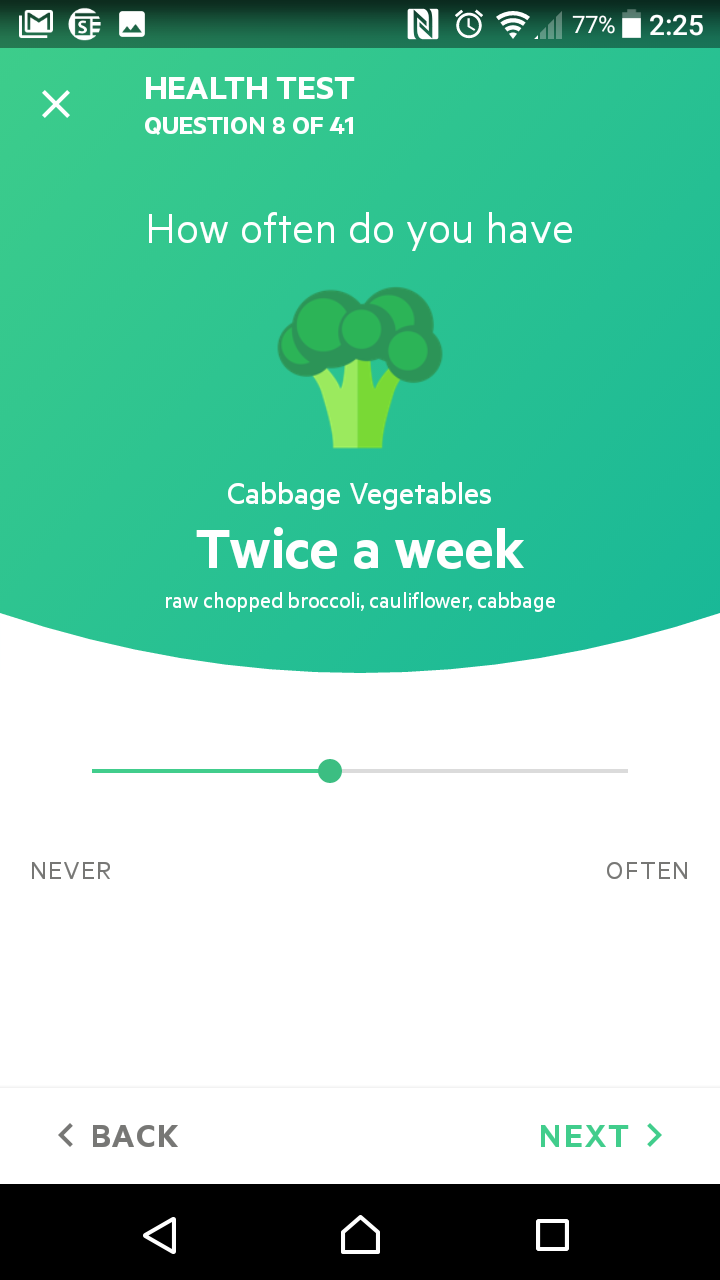 77% 2:25
HEALTH TEST
QUESTION 8 OF 41
How often do you have
Cabbage Vegetables
Twice a week
raw chopped broccoli, cauliflower, cabbage
NEVER OFTEN
BACK NEXT